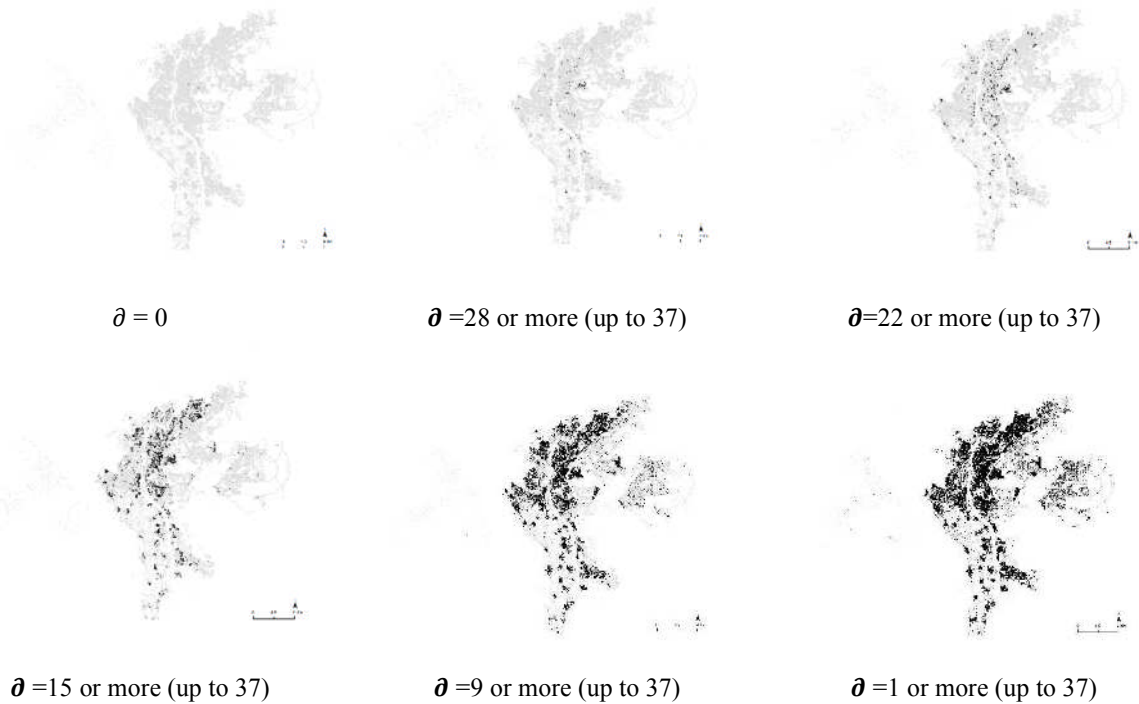 ∂ = 0
∂ =28 or more (up to 37)
∂=22 or more (up to 37)
∂ =15 or more (up to 37)
∂ =9 or more (up to 37)
∂ =1 or more (up to 37)